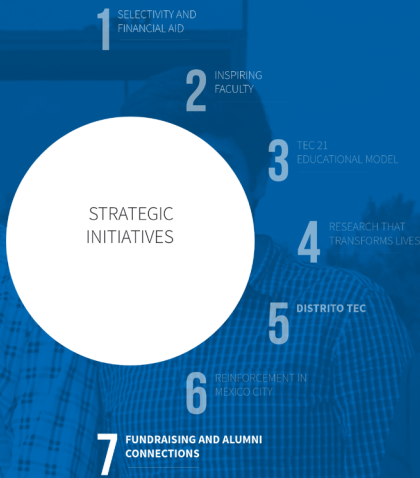 1 SELECTIVITY AND
FINANCIAL AID
2 INSPIRING
FACULTY
3 TEC 21
EDUCATIONAL MODEL
STRATEGIC
INITIATIVES
4 RESEARCH THAT
TRANSFORMS LIVES
5 DISTRITO TEC
6 REINFORCEMENT IN
MEXICO CITY
7 FUNDRAISING AND ALUMNI
CONNECTIONS